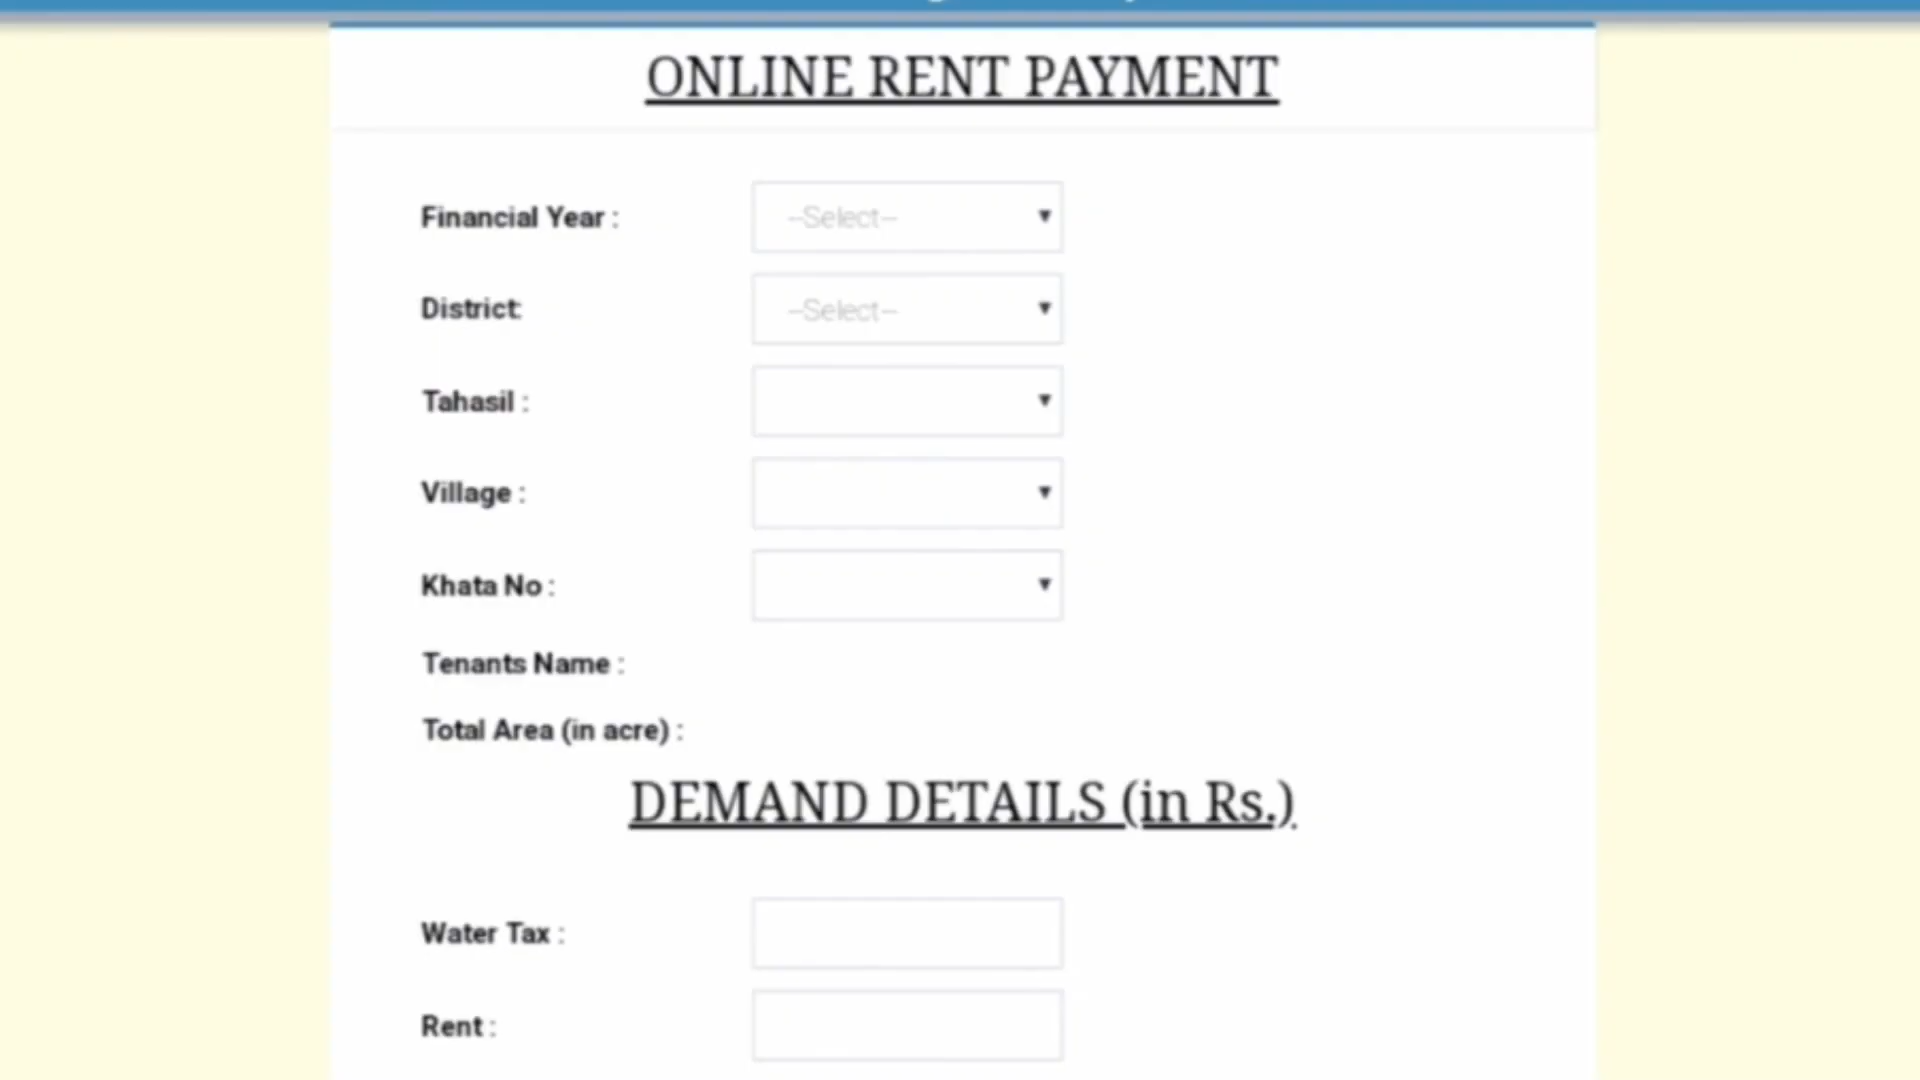 ONLINE RENT PAYMENT
Financial Year :
--Select--
District:
--Select--
Tahasil :
Village :
Khata No :
Tenants Name :
Total Area (in acre) :
DEMAND DETAILS (in Rs.)
Water Tax :
Rent :